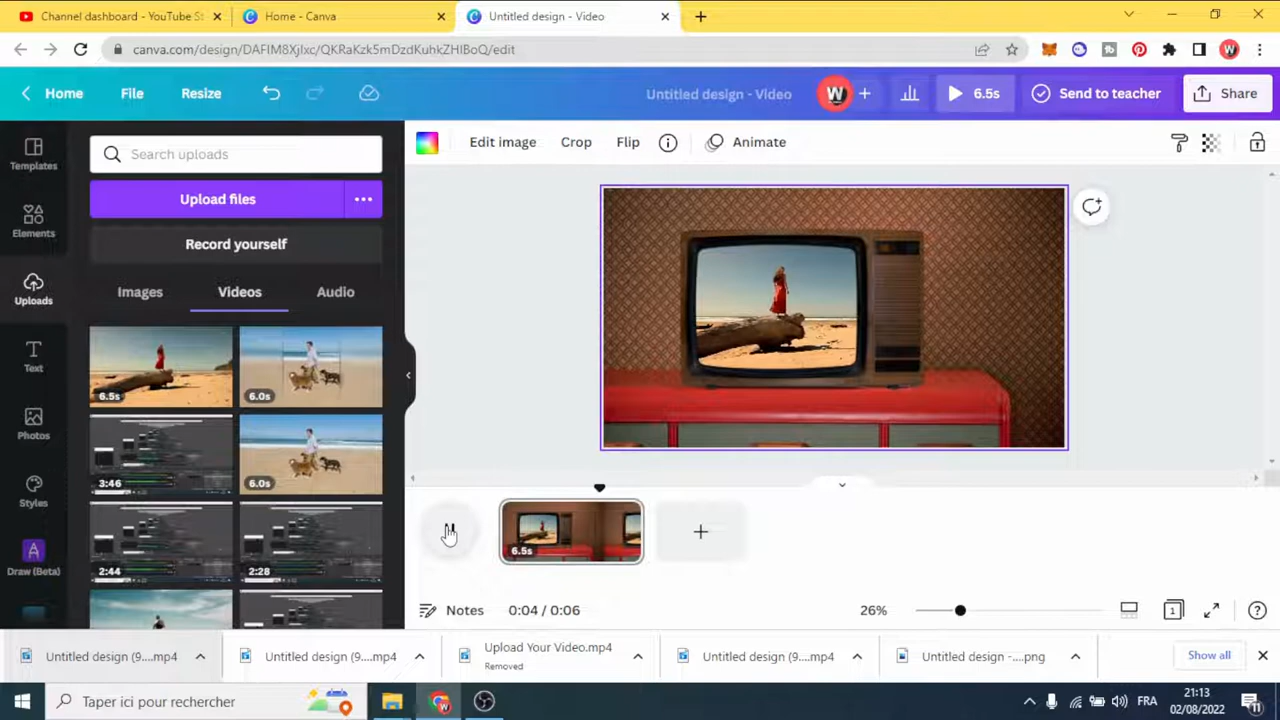 Channel dashboard - YouTube St
Home - Canva
Untitled design - Video
canva.com/design/DAFIM8XjIxc/QKRaKzk5mDzdKuhkZHIBoQ/edit
Home
File
Resize
Untitled design - Video
W
6.5s
Send to teacher
Share
Templates
Elements
Uploads
Text
Photos
Styles
Draw (Beta)
Search uploads
Upload files
Record yourself
Images
Videos
Audio
6.5s
6.0s
3:46
6.0s
2:44
2:28
Edit image
Crop
Flip
Animate
6.5s
Notes
0:04 / 0:06
26%
1
Untitled design (9....mp4
Untitled design (9....mp4
Upload Your Video.mp4
Removed
Untitled design (9....mp4
Untitled design -....png
Show all
Taper ici pour rechercher
FRA
21:13
02/08/2022
11